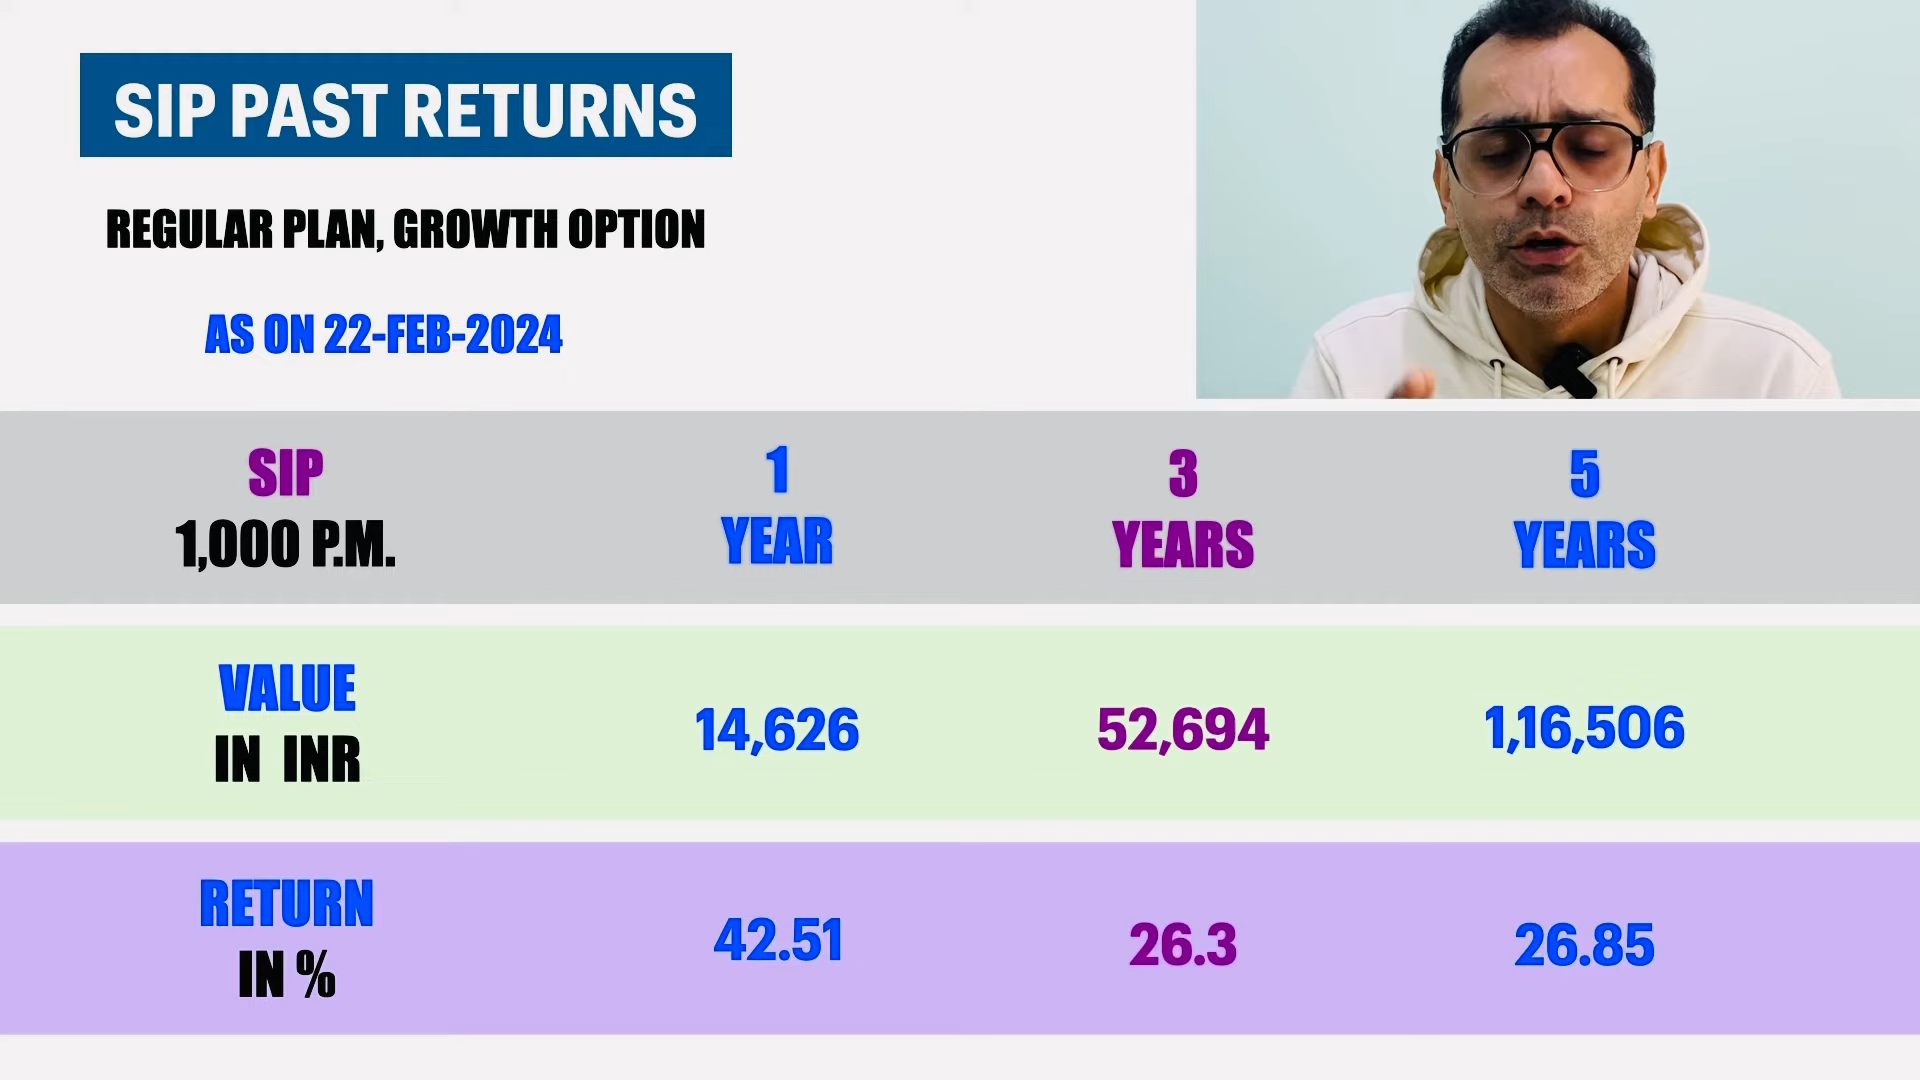 SIP PAST RETURNS
REGULAR PLAN, GROWTH OPTION
AS ON 22-FEB-2024
SIP
1,000 P.M.
1
YEAR
3
YEARS
5
YEARS
VALUE
IN INR
14,626
52,694
1,16,506
RETURN
IN %
42.51
26.3
26.85